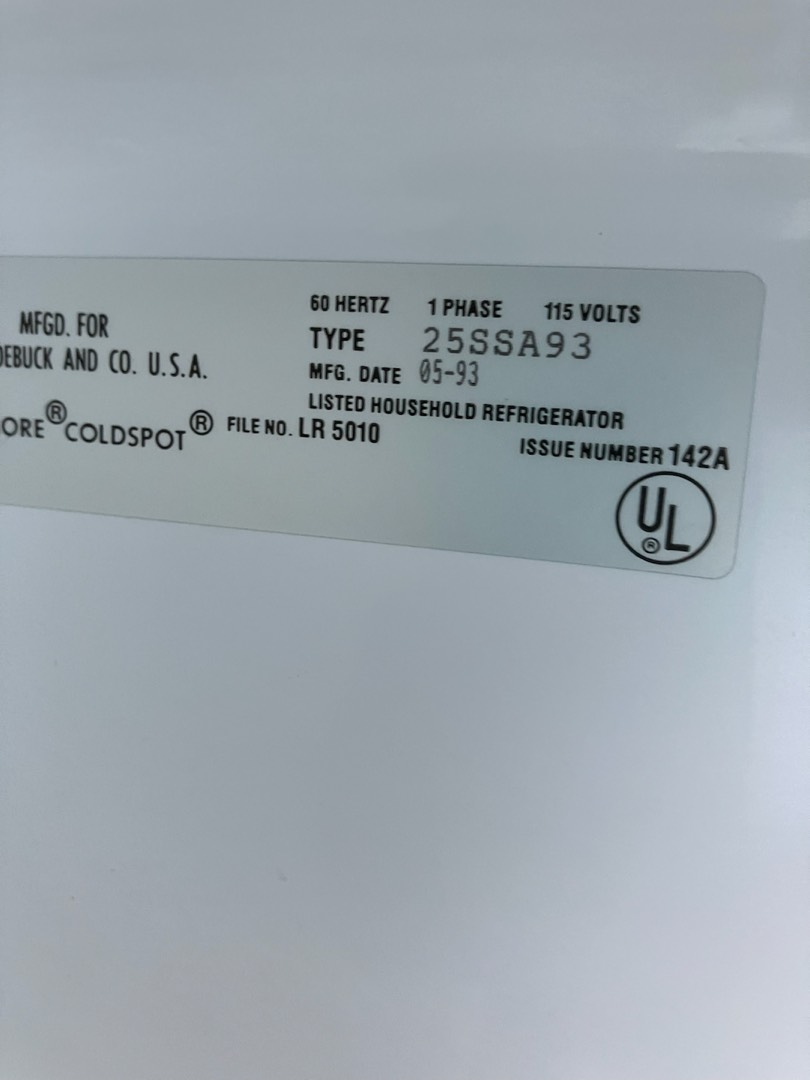 60 HERTZ 1 PHASE 115 VOLTS
MFGD. FOR
TYPE 25SSA93
EBUCK AND CO. U.S.A.
MFG. DATE 05-93
LISTED HOUSEHOLD REFRIGERATOR
ORE® COLDSPOT® FILE NO. LR 5010
ISSUE NUMBER 142A
UL®